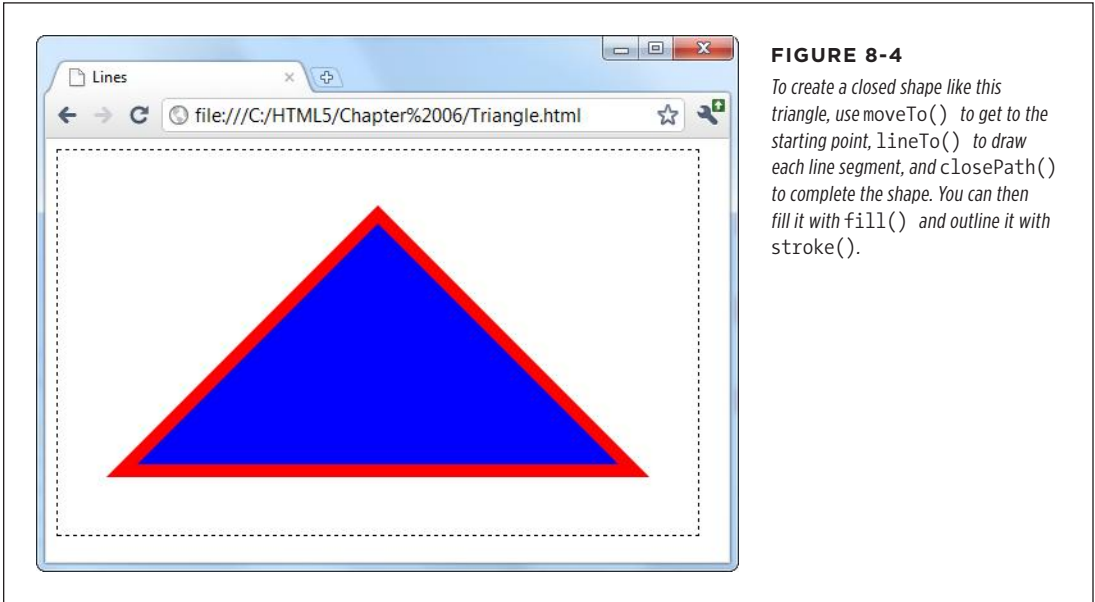 Lines
file:///C:/HTML5/Chapter%2006/Triangle.html
FIGURE 8-4
To create a closed shape like this
triangle, use moveTo() to get to the
starting point, lineTo() to draw
each line segment, and closePath()
to complete the shape. You can then
fill it with fill() and outline it with
stroke().